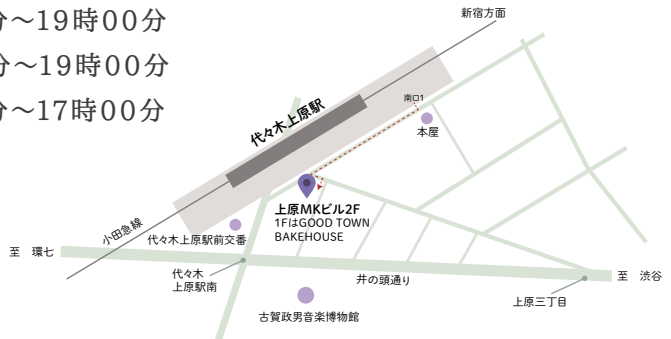 分～19時00分
分～19時00分
分～17時00分
新宿方面
代々木上原駅
南口1
本屋
上原MKビル2F
1FはGOOD TOWN
BAKEHOUSE
小田急線
代々木上原駅前交番
至 環七
代々木
上原駅南
井の頭通り
至 渋谷
上原三丁目
古賀政男音楽博物館